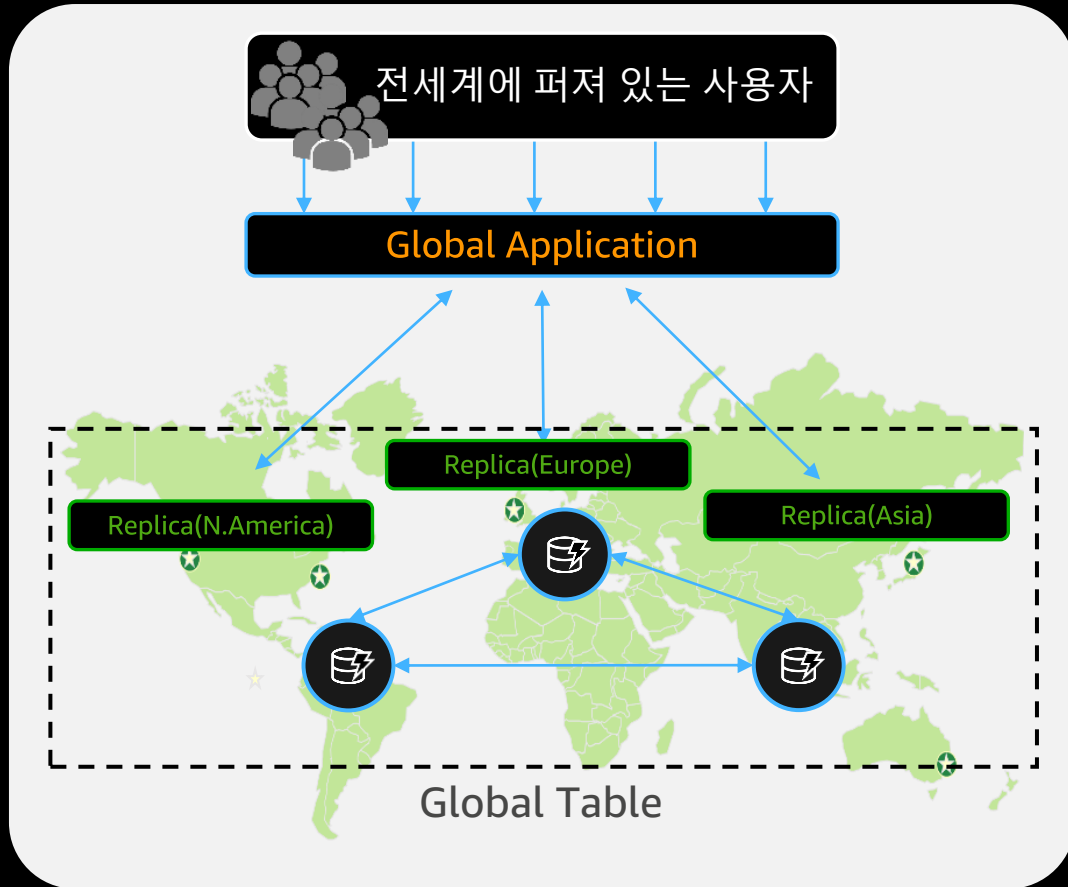 전세계에 퍼져 있는 사용자
Global Application
Replica(Europe)
Replica(Asia)
Replica(N.America)
Global Table